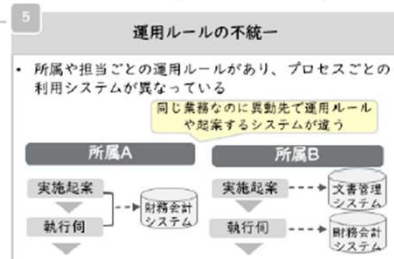 5
運用ルールの不統一
• 所属や担当ごとの運用ルールがあり、プロセスごとの
利用システムが異なっている
同じ業務なのに異動先で運用ルール
や起案するシステムが違う
所属A
所属B
実施起案
財務会計
システム
執行伺
実施起案
文書管理
システム
執行伺
財務会計
システム